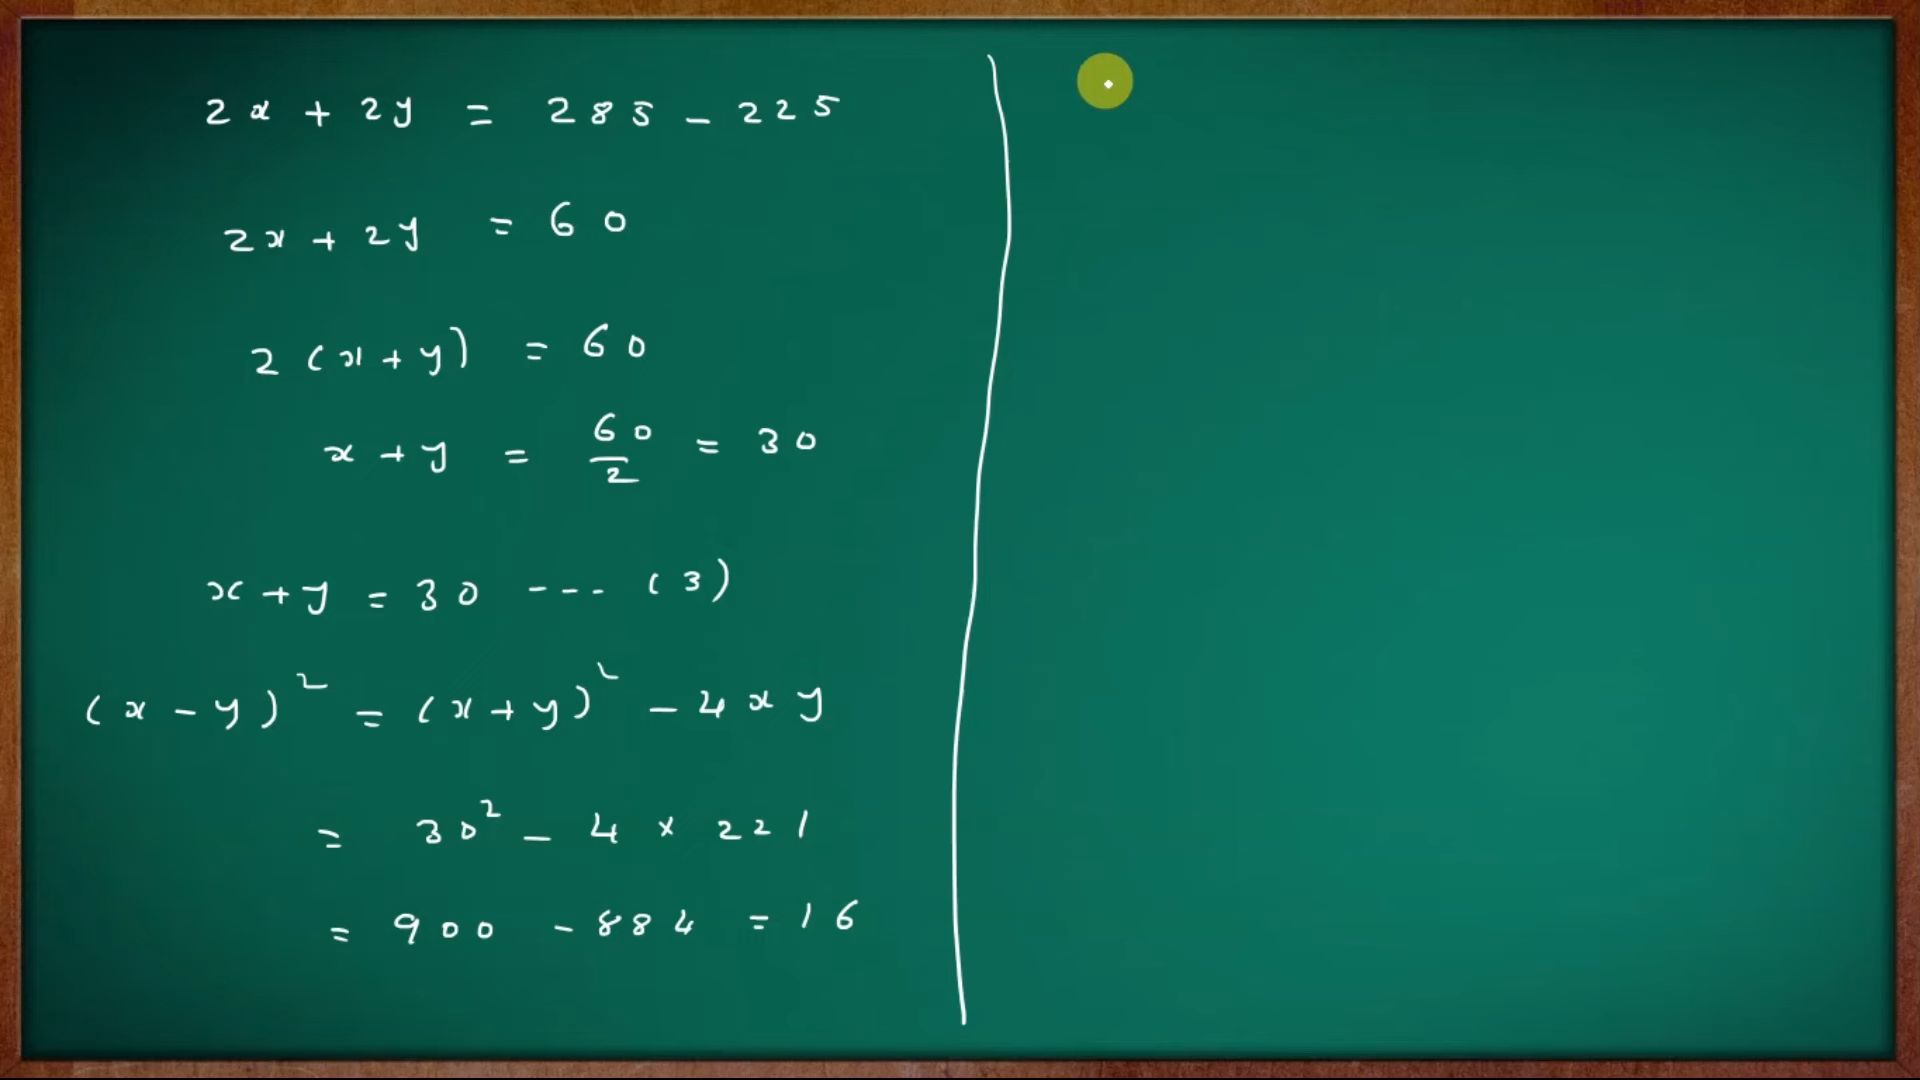 2x + 2y = 285 - 225
2x + 2y = 60
2 (x + y) = 60
x + y = 60/2 = 30
x + y = 30 --- (3)
(x - y)² = (x + y)² - 4xy
= 30² - 4 × 221
= 900 - 884 = 16